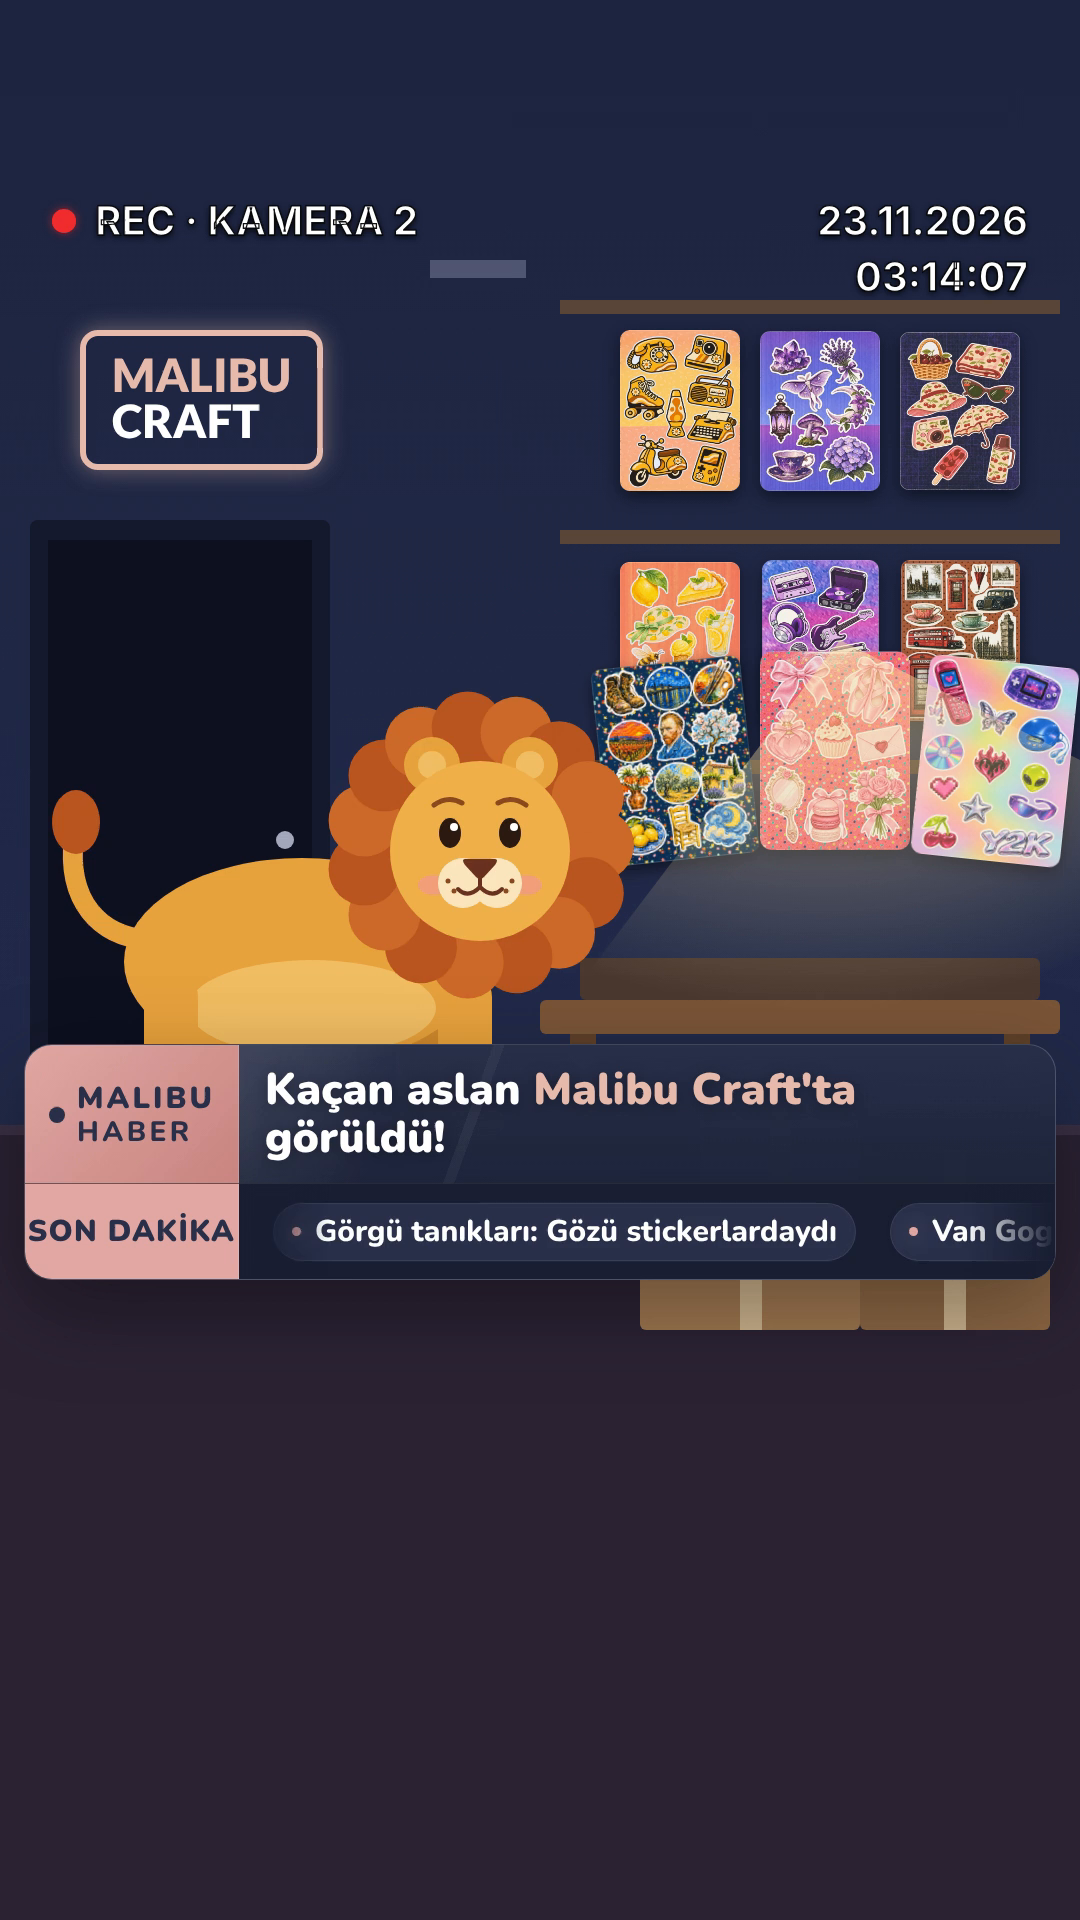 REC · KAMERA 2
23.11.2026
03:14:07
MALIBU
CRAFT
Y2K
MALIBU
HABER
Kaçan aslan Malibu Craft'ta
görüldü!
SON DAKİKA
• Görgü tanıkları: Gözü stickerlardaydı
• Van Gog